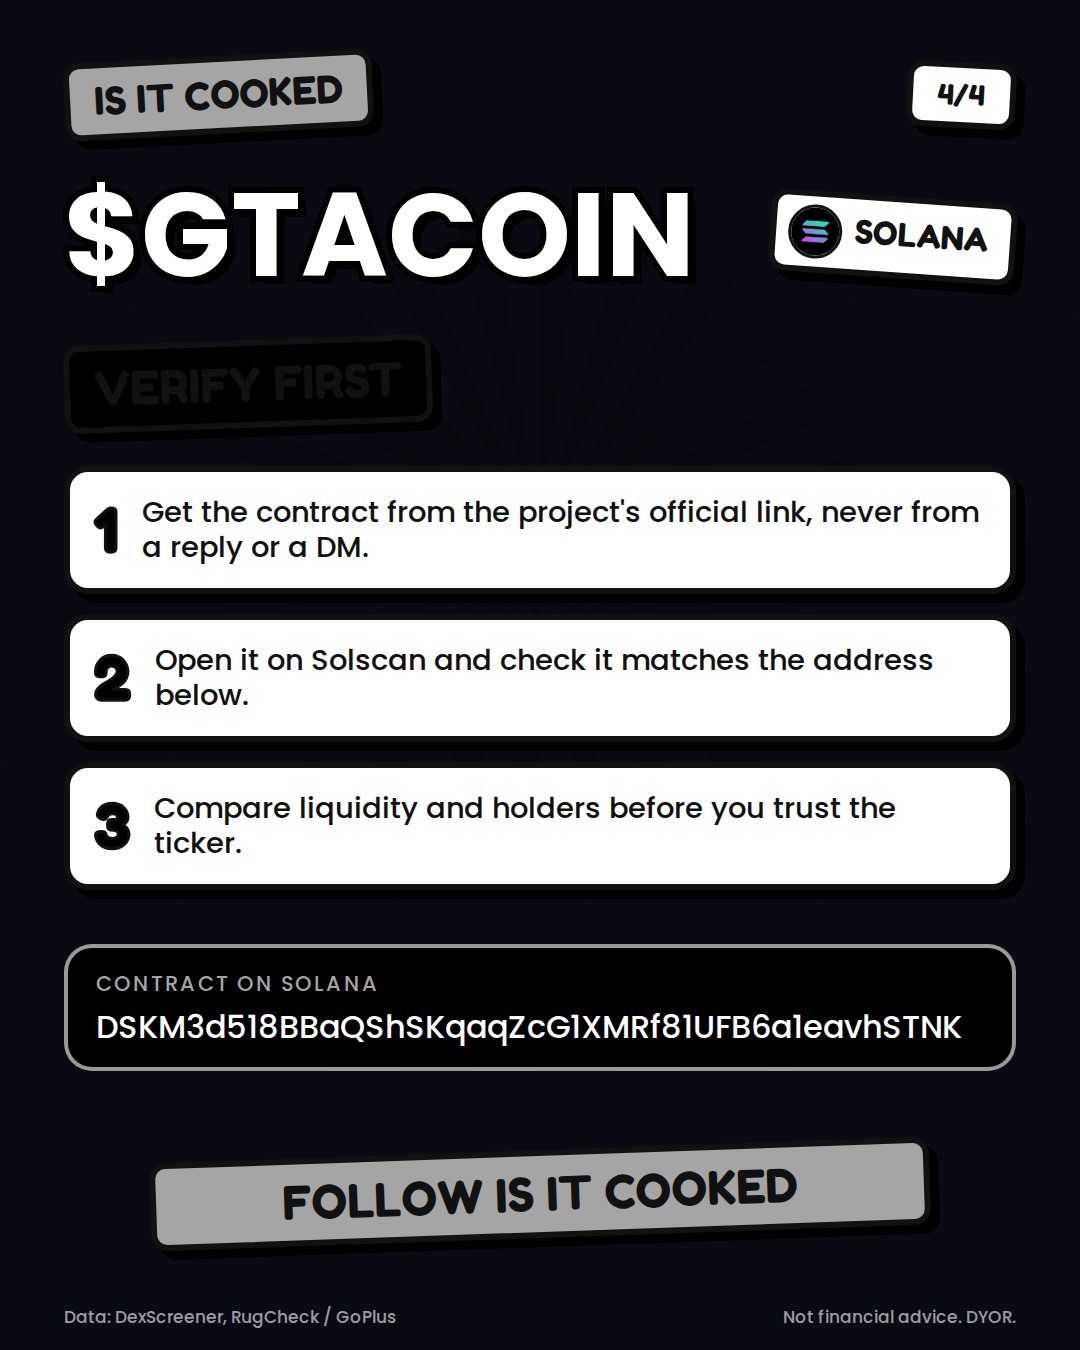 IS IT COOKED
4/4
$GTACOIN
SOLANA
VERIFY FIRST
1 Get the contract from the project's official link, never from
a reply or a DM.
2 Open it on Solscan and check it matches the address
below.
3 Compare liquidity and holders before you trust the
ticker.
CONTRACT ON SOLANA
DSKM3d518BBaQShSKqaqZcG1XMRf81UFB6a1eavhSTNK
FOLLOW IS IT COOKED
Data: DexScreener, RugCheck / GoPlus
Not financial advice. DYOR.